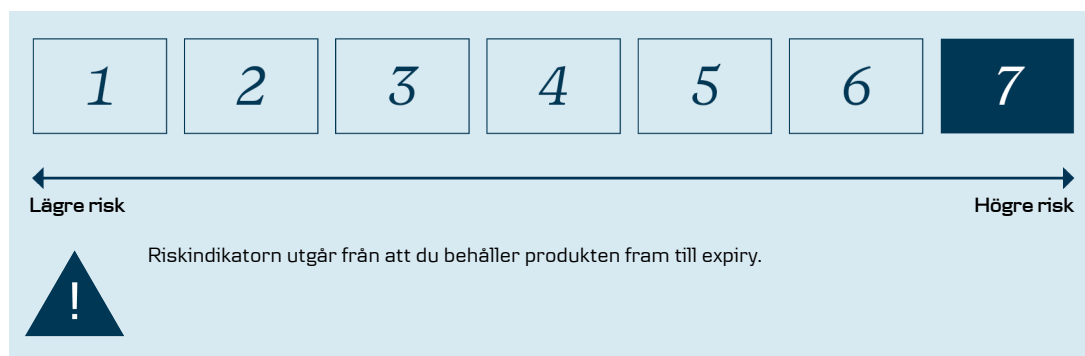 1 2 3 4 5 6 7
Lägre risk Högre risk
Riskindikatorn utgår från att du behåller produkten fram till expiry.
!